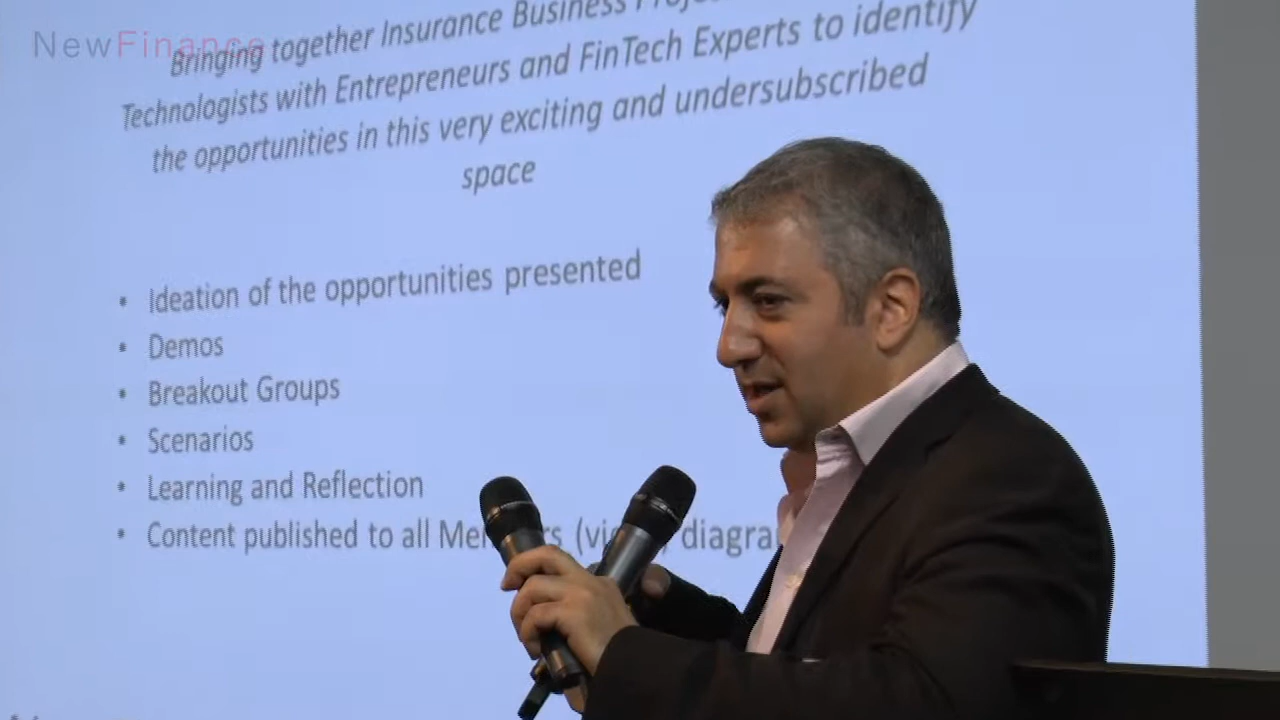 NewFinance
Bringing together Insurance Business
Technologists with Entrepreneurs and FinTech Experts to identify
the opportunities in this very exciting and undersubscribed
space
• Ideation of the opportunities presented
• Demos
• Breakout Groups
• Scenarios
• Learning and Reflection
• Content published to all